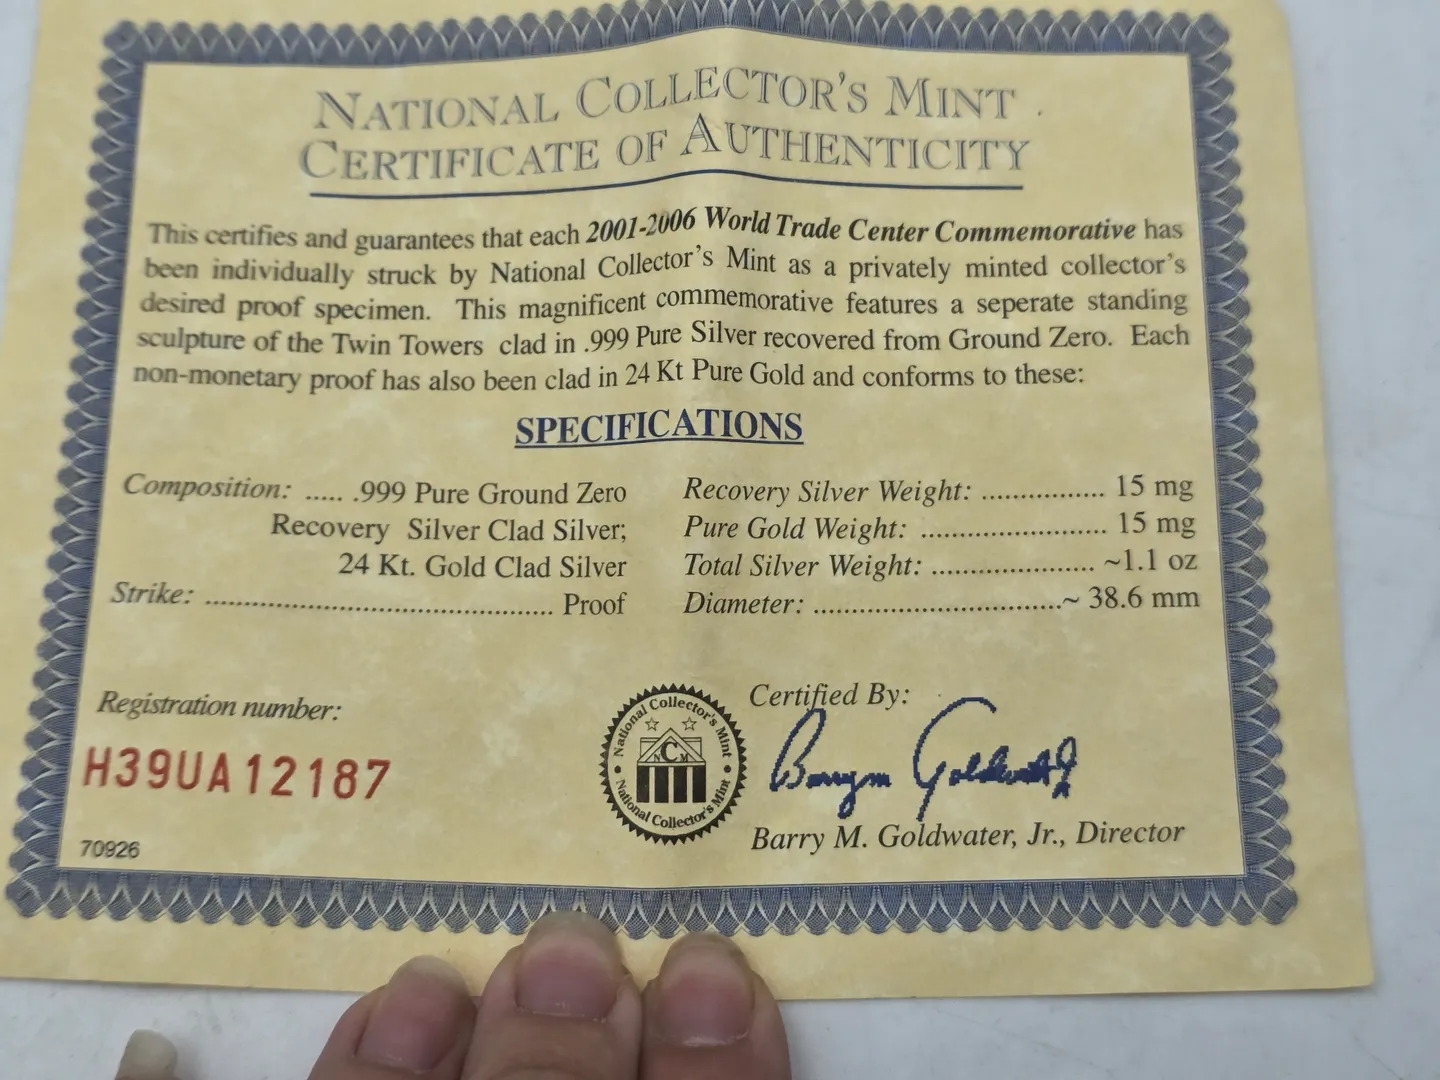 NATIONAL COLLECTOR'S MINT
CERTIFICATE OF AUTHENTICITY
This certifies and guarantees that each 2001-2006 World Trade Center Commemorative has
been individually struck by National Collector's Mint as a privately minted collector's
desired proof specimen. This magnificent commemorative features a seperate standing
sculpture of the Twin Towers clad in .999 Pure Silver recovered from Ground Zero. Each
non-monetary proof has also been clad in 24 Kt Pure Gold and conforms to these:
SPECIFICATIONS
Composition: ..... .999 Pure Ground Zero
Recovery Silver Clad Silver;
24 Kt. Gold Clad Silver
Strike: .................................................. Proof
Recovery Silver Weight: ................ 15 mg
Pure Gold Weight: ........................ 15 mg
Total Silver Weight: ..................... ~1.1 oz
Diameter: ................................~ 38.6 mm
Registration number:
H39UA12187
70926
National Collector's Mint
NCM
National Collector's Mint
Certified By:
Barry M Goldwater Jr
Barry M. Goldwater, Jr., Director